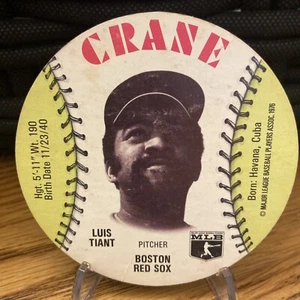 CRANE
Hgt. 5'-11" Wt. 190
Birth Date 11/23/40
LUIS
TIANT
PITCHER
BOSTON
RED SOX
MLB
Born: Havana, Cuba
© MAJOR LEAGUE BASEBALL PLAYERS ASSOC. 1976